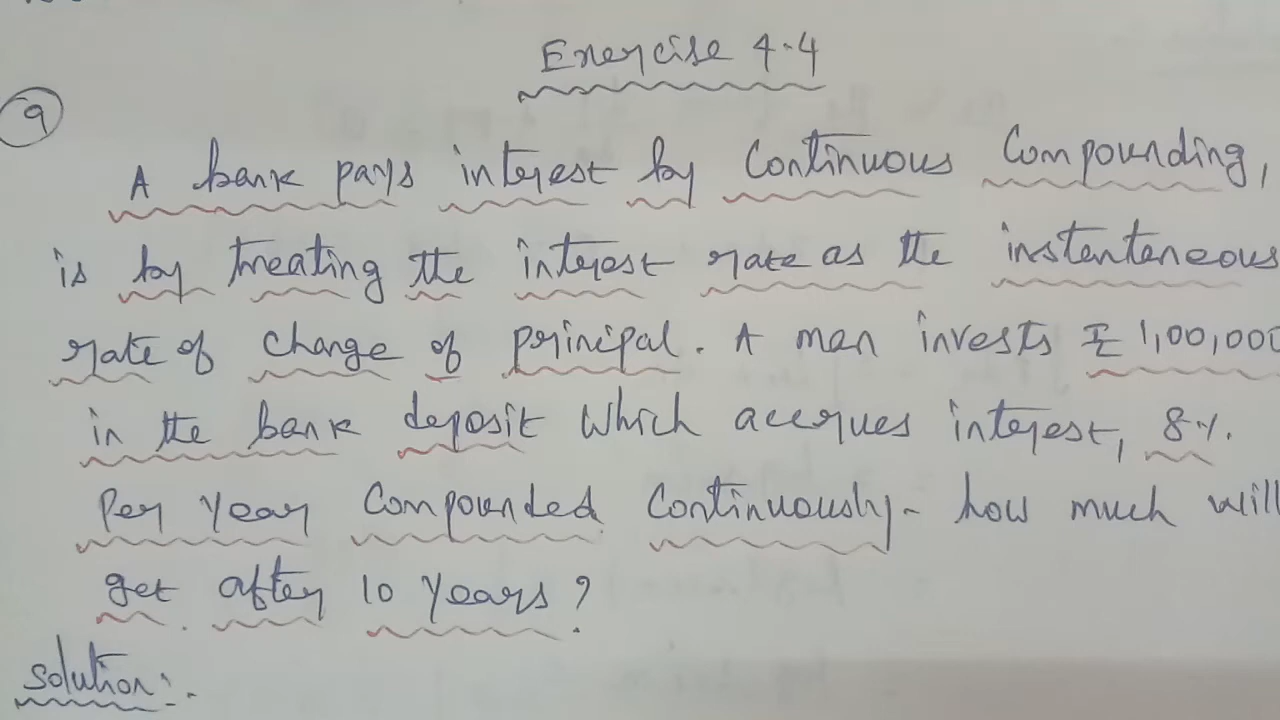 Exercise 4.4
9
A bank pays interest by continuous compounding,
is by treating the interest rate as the instenteneous
rate of change of prinipal. A man invests ₹ 1,00,000
in the bank deposit which accrues interest, 8%.
Per year compounded continuously. how much will
get after 10 years?
Solution:-